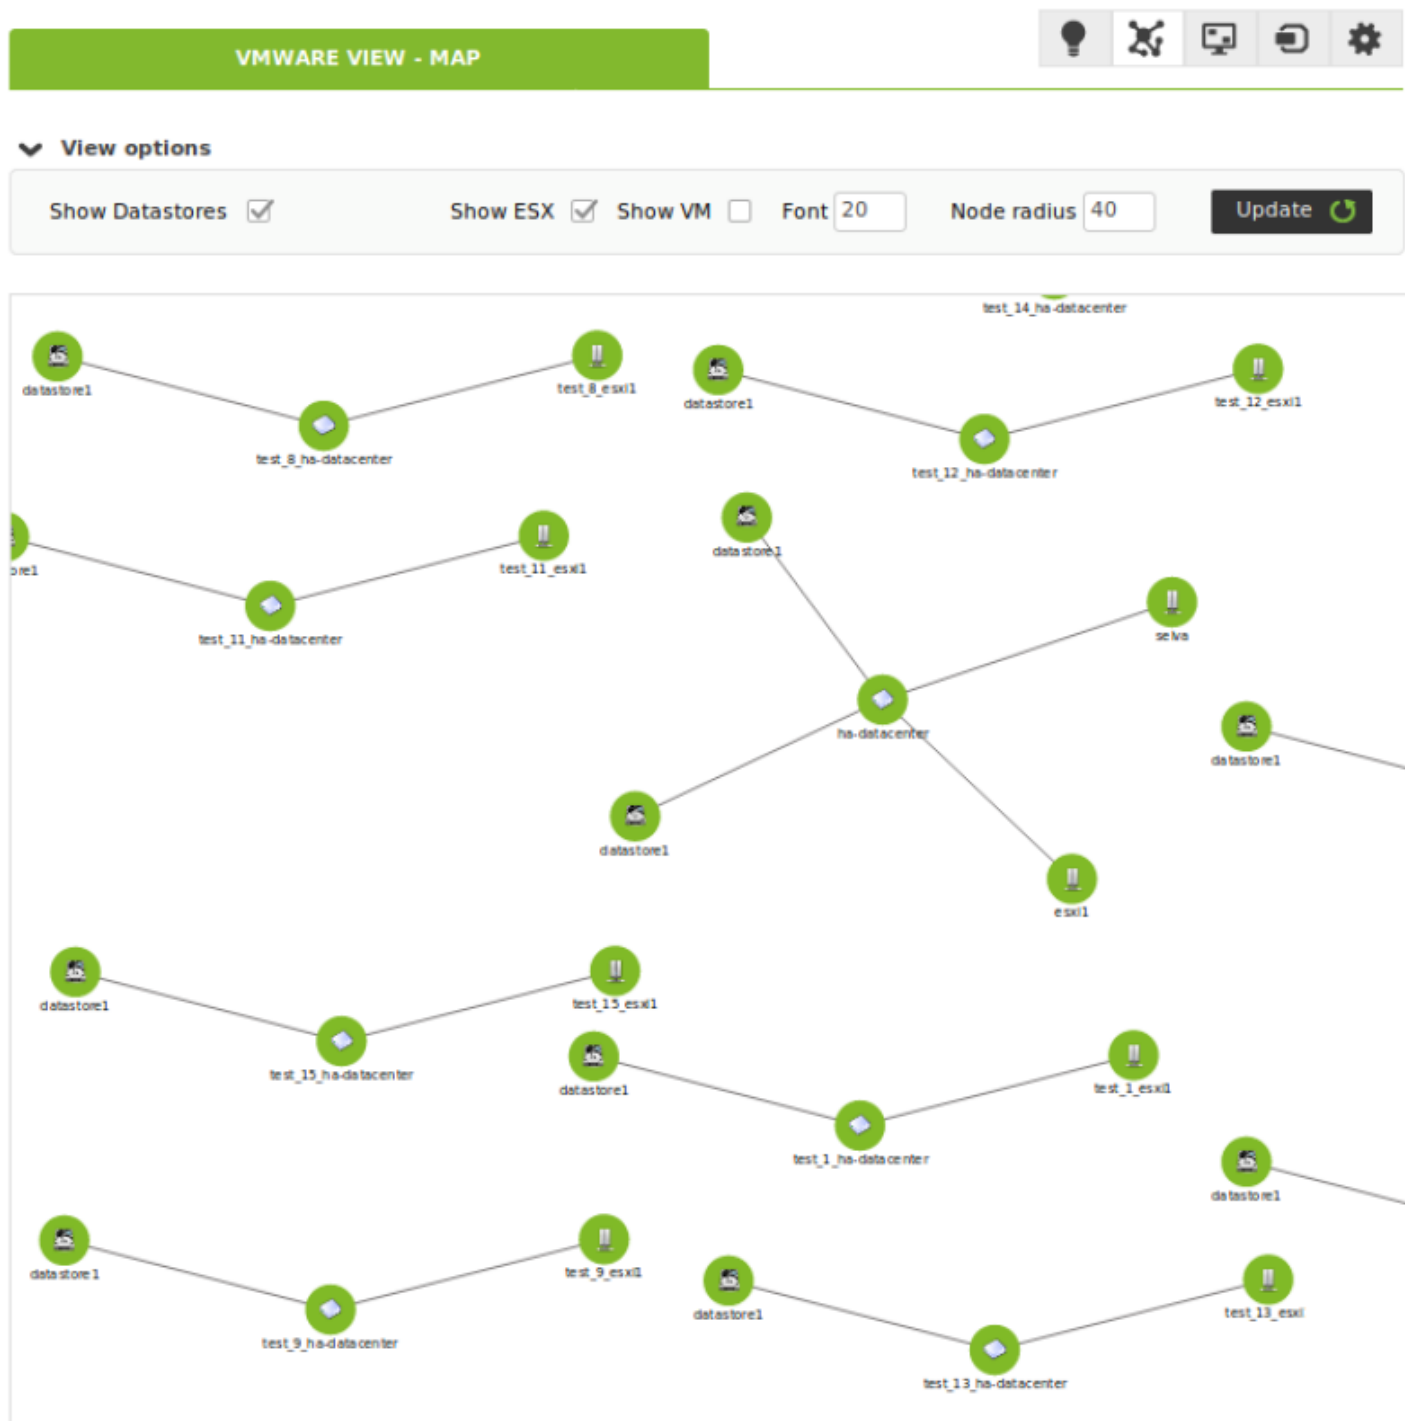 VMWARE VIEW - MAP
View options
Show Datastores Show ESX Show VM Font 20 Node radius 40 Update
test_14_ha-datacenter
datastore1 test_8_esxi1
test_8_ha-datacenter
datastore1 test_12_esxi1
test_12_ha-datacenter
ore1 test_11_esxi1
test_11_ha-datacenter
datastore1
selva
ha-datacenter
datastore1
datastore1
esxi1
datastore1 test_15_esxi1
test_15_ha-datacenter
datastore1 test_1_esxi1
test_1_ha-datacenter
datastore1
datastore1 test_9_esxi1
test_9_ha-datacenter
datastore1 test_13_esxi
test_13_ha-datacenter